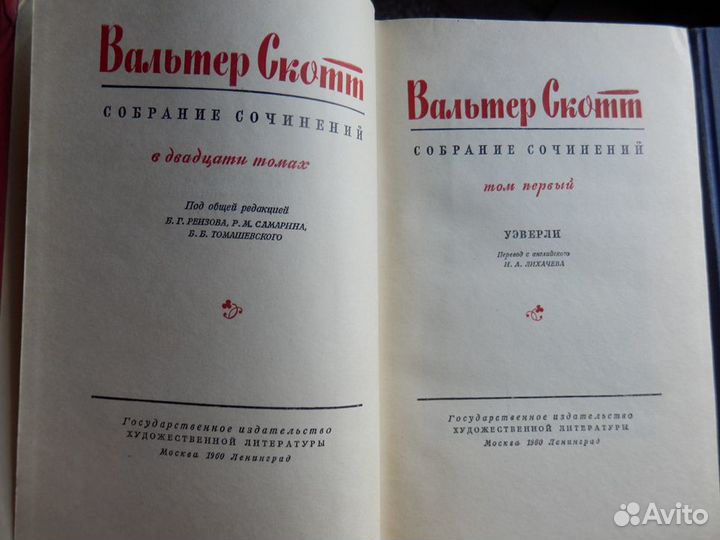 Вальтер Скотт
СОБРАНИЕ СОЧИНЕНИЙ
в двадцати томах
Под общей редакцией
Б. Г. РЕИЗОВА, Р. М. САМАРИНА,
Б. Б. ТОМАШЕВСКОГО
Государственное издательство
ХУДОЖЕСТВЕННОЙ ЛИТЕРАТУРЫ
Москва 1960 Ленинград
Вальтер Скотт
СОБРАНИЕ СОЧИНЕНИЙ
том первый
УЭВЕРЛИ
Перевод с английского
И. А. ЛИХАЧЕВА
Государственное издательство
ХУДОЖЕСТВЕННОЙ ЛИТЕРАТУРЫ
Москва 1960 Ленинград
Avito